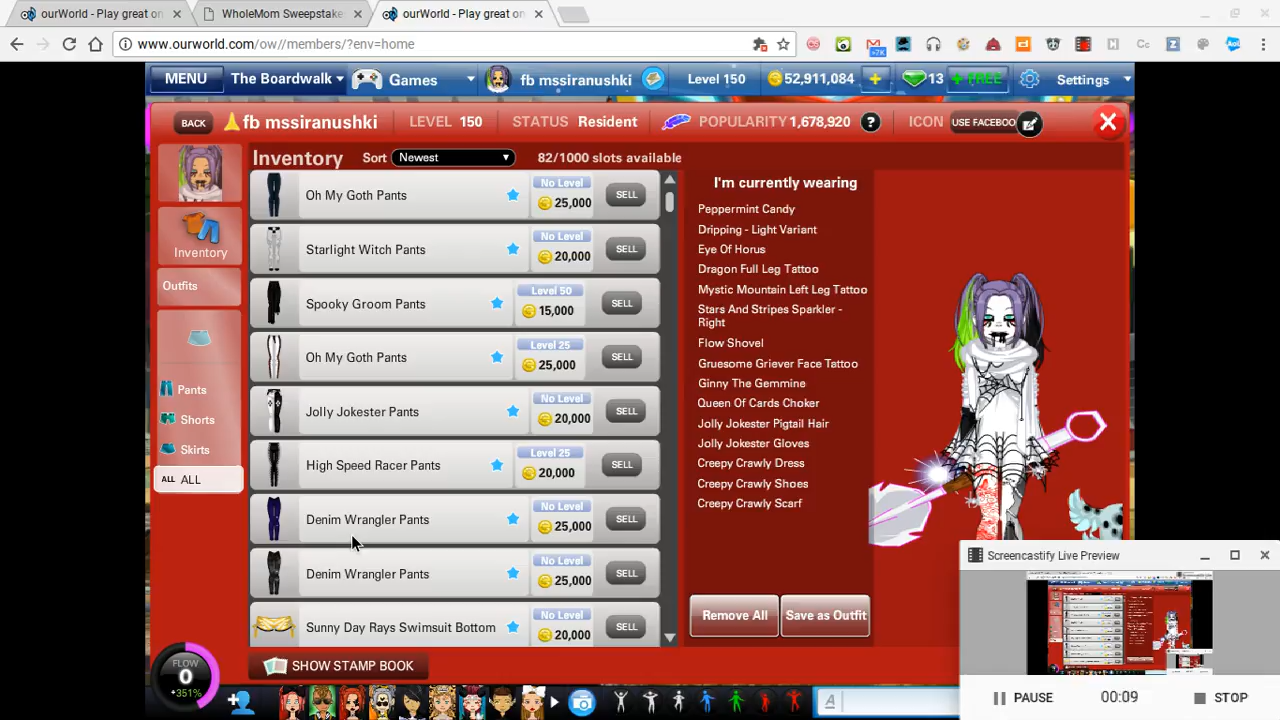 ourWorld - Play great on
WholeMom Sweepstake
ourWorld - Play great on
www.ourworld.com/ow//members/?env=home
+7K
Cc
Z
Aol
MENU The Boardwalk Games fb mssiranushki Level 150 52,911,084 + 13 + FREE Settings
BACK fb mssiranushki LEVEL 150 STATUS Resident POPULARITY 1,678,920 ? ICON USE FACEBOO
Inventory Sort Newest 82/1000 slots available
Inventory
Outfits
Pants
Shorts
Skirts
ALL ALL
Oh My Goth Pants No Level 25,000 SELL
Starlight Witch Pants No Level 20,000 SELL
Spooky Groom Pants Level 50 15,000 SELL
Oh My Goth Pants Level 25 25,000 SELL
Jolly Jokester Pants No Level 20,000 SELL
High Speed Racer Pants Level 25 20,000 SELL
Denim Wrangler Pants No Level 25,000 SELL
Denim Wrangler Pants No Level 25,000 SELL
Sunny Day Rays Swimsuit Bottom No Level 20,000 SELL
I'm currently wearing
Peppermint Candy
Dripping - Light Variant
Eye Of Horus
Dragon Full Leg Tattoo
Mystic Mountain Left Leg Tattoo
Stars And Stripes Sparkler -
Right
Flow Shovel
Gruesome Griever Face Tattoo
Ginny The Gemmine
Queen Of Cards Choker
Jolly Jokester Pigtail Hair
Jolly Jokester Gloves
Creepy Crawly Dress
Creepy Crawly Shoes
Creepy Crawly Scarf
Remove All Save as Outfit
SHOW STAMP BOOK
FLOW
0
+351%
A
Screencastify Live Preview
PAUSE 00:09 STOP